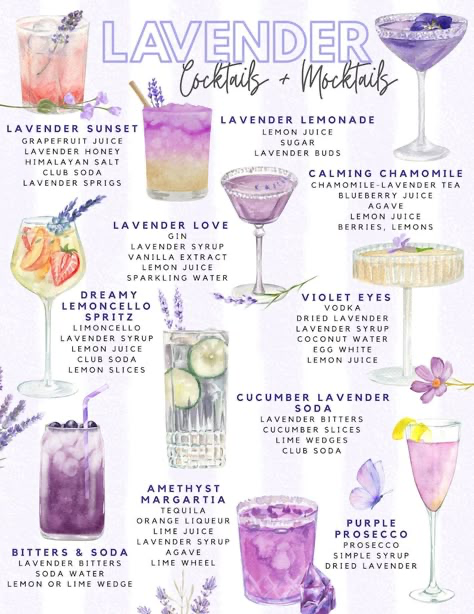 LAVENDER
Cocktails + Mocktails
LAVENDER SUNSET
GRAPEFRUIT JUICE
LAVENDER HONEY
HIMALAYAN SALT
CLUB SODA
LAVENDER SPRIGS
LAVENDER LEMONADE
LEMON JUICE
SUGAR
LAVENDER BUDS
CALMING CHAMOMILE
CHAMOMILE-LAVENDER TEA
BLUEBERRY JUICE
AGAVE
LEMON JUICE
BERRIES, LEMONS
LAVENDER LOVE
GIN
LAVENDER SYRUP
VANILLA EXTRACT
LEMON JUICE
SPARKLING WATER
DREAMY
LEMONCELLO
SPRITZ
LIMONCELLO
LAVENDER SYRUP
LEMON JUICE
CLUB SODA
LEMON SLICES
VIOLET EYES
VODKA
DRIED LAVENDER
LAVENDER SYRUP
COCONUT WATER
EGG WHITE
LEMON JUICE
CUCUMBER LAVENDER
SODA
LAVENDER BITTERS
CUCUMBER SLICES
LIME WEDGES
CLUB SODA
BITTERS & SODA
LAVENDER BITTERS
SODA WATER
LEMON OR LIME WEDGE
AMETHYST
MARGARTIA
TEQUILA
ORANGE LIQUEUR
LIME JUICE
LAVENDER SYRUP
AGAVE
LIME WHEEL
PURPLE
PROSECCO
PROSECCO
SIMPLE SYRUP
DRIED LAVENDER